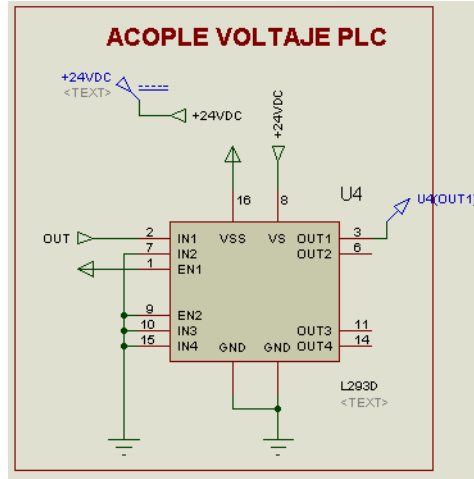 ACOPLE VOLTAJE PLC
+24VDC
<TEXT>
+24VDC
+24VDC
16
8
U4
U4(OUT1)
OUT
2
IN1
VSS
VS
OUT1
3
7
IN2
OUT2
6
1
EN1
9
EN2
10
IN3
OUT3
11
15
IN4
GND
GND
OUT4
14
L293D
<TEXT>